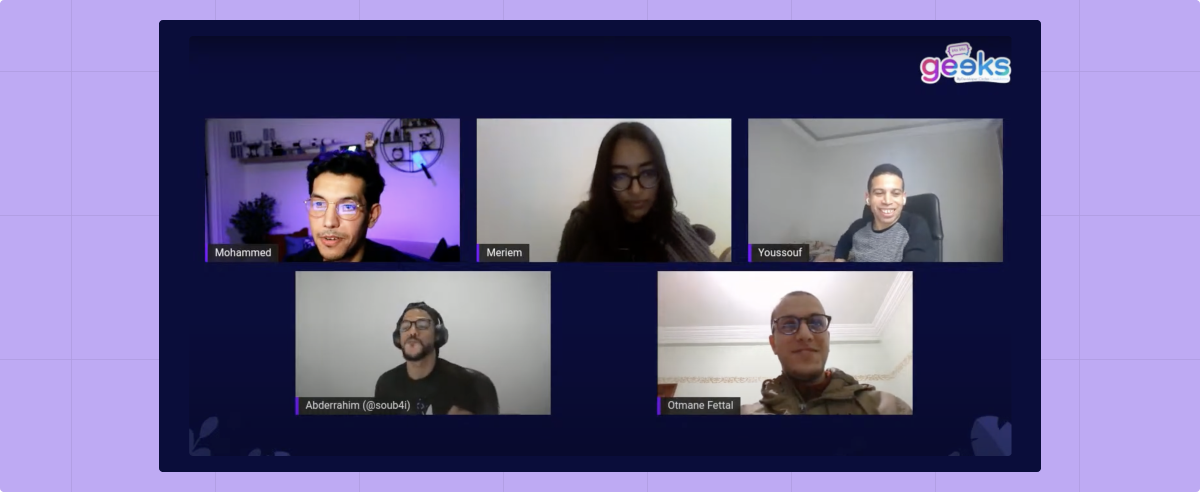 geeks
Mohammed
Meriem
Youssouf
Abderrahim (@soub4i)
Otmane Fettal